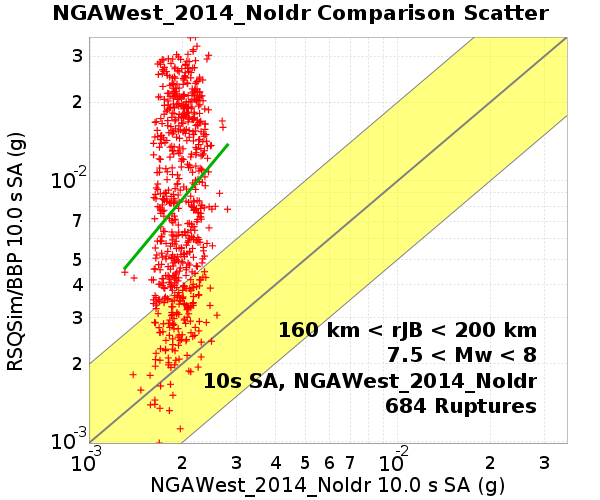 NGAWest_2014_NoIdr Comparison Scatter
RSQSim/BBP 10.0 s SA (g)
3
2
10-2
7
5
4
3
2
10-3
160 km < rJB < 200 km
7.5 < Mw < 8
10s SA, NGAWest_2014_NoIdr
684 Ruptures
10-3 2 3 4 5 6 7 10-2 2 3
NGAWest_2014_NoIdr 10.0 s SA (g)